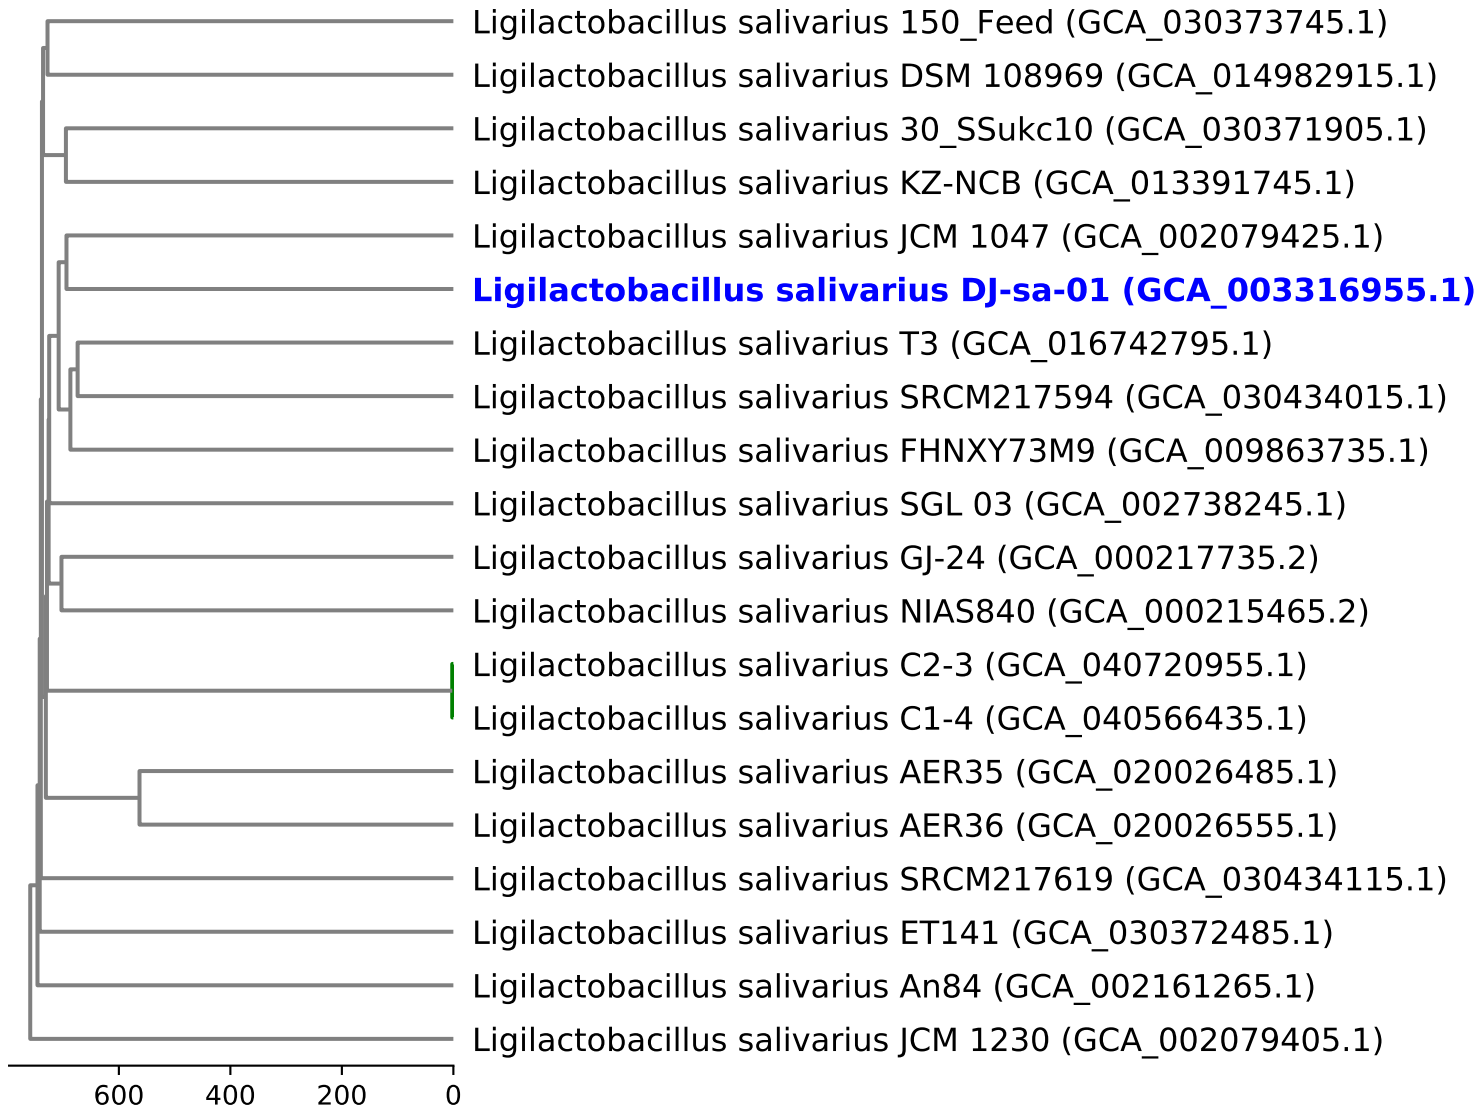 Ligilactobacillus salivarius 150_Feed (GCA_030373745.1)
Ligilactobacillus salivarius DSM 108969 (GCA_014982915.1)
Ligilactobacillus salivarius 30_SSukc10 (GCA_030371905.1)
Ligilactobacillus salivarius KZ-NCB (GCA_013391745.1)
Ligilactobacillus salivarius JCM 1047 (GCA_002079425.1)
Ligilactobacillus salivarius DJ-sa-01 (GCA_003316955.1)
Ligilactobacillus salivarius T3 (GCA_016742795.1)
Ligilactobacillus salivarius SRCM217594 (GCA_030434015.1)
Ligilactobacillus salivarius FHNXY73M9 (GCA_009863735.1)
Ligilactobacillus salivarius SGL 03 (GCA_002738245.1)
Ligilactobacillus salivarius GJ-24 (GCA_000217735.2)
Ligilactobacillus salivarius NIAS840 (GCA_000215465.2)
Ligilactobacillus salivarius C2-3 (GCA_040720955.1)
Ligilactobacillus salivarius C1-4 (GCA_040566435.1)
Ligilactobacillus salivarius AER35 (GCA_020026485.1)
Ligilactobacillus salivarius AER36 (GCA_020026555.1)
Ligilactobacillus salivarius SRCM217619 (GCA_030434115.1)
Ligilactobacillus salivarius ET141 (GCA_030372485.1)
Ligilactobacillus salivarius An84 (GCA_002161265.1)
Ligilactobacillus salivarius JCM 1230 (GCA_002079405.1)
600 400 200 0